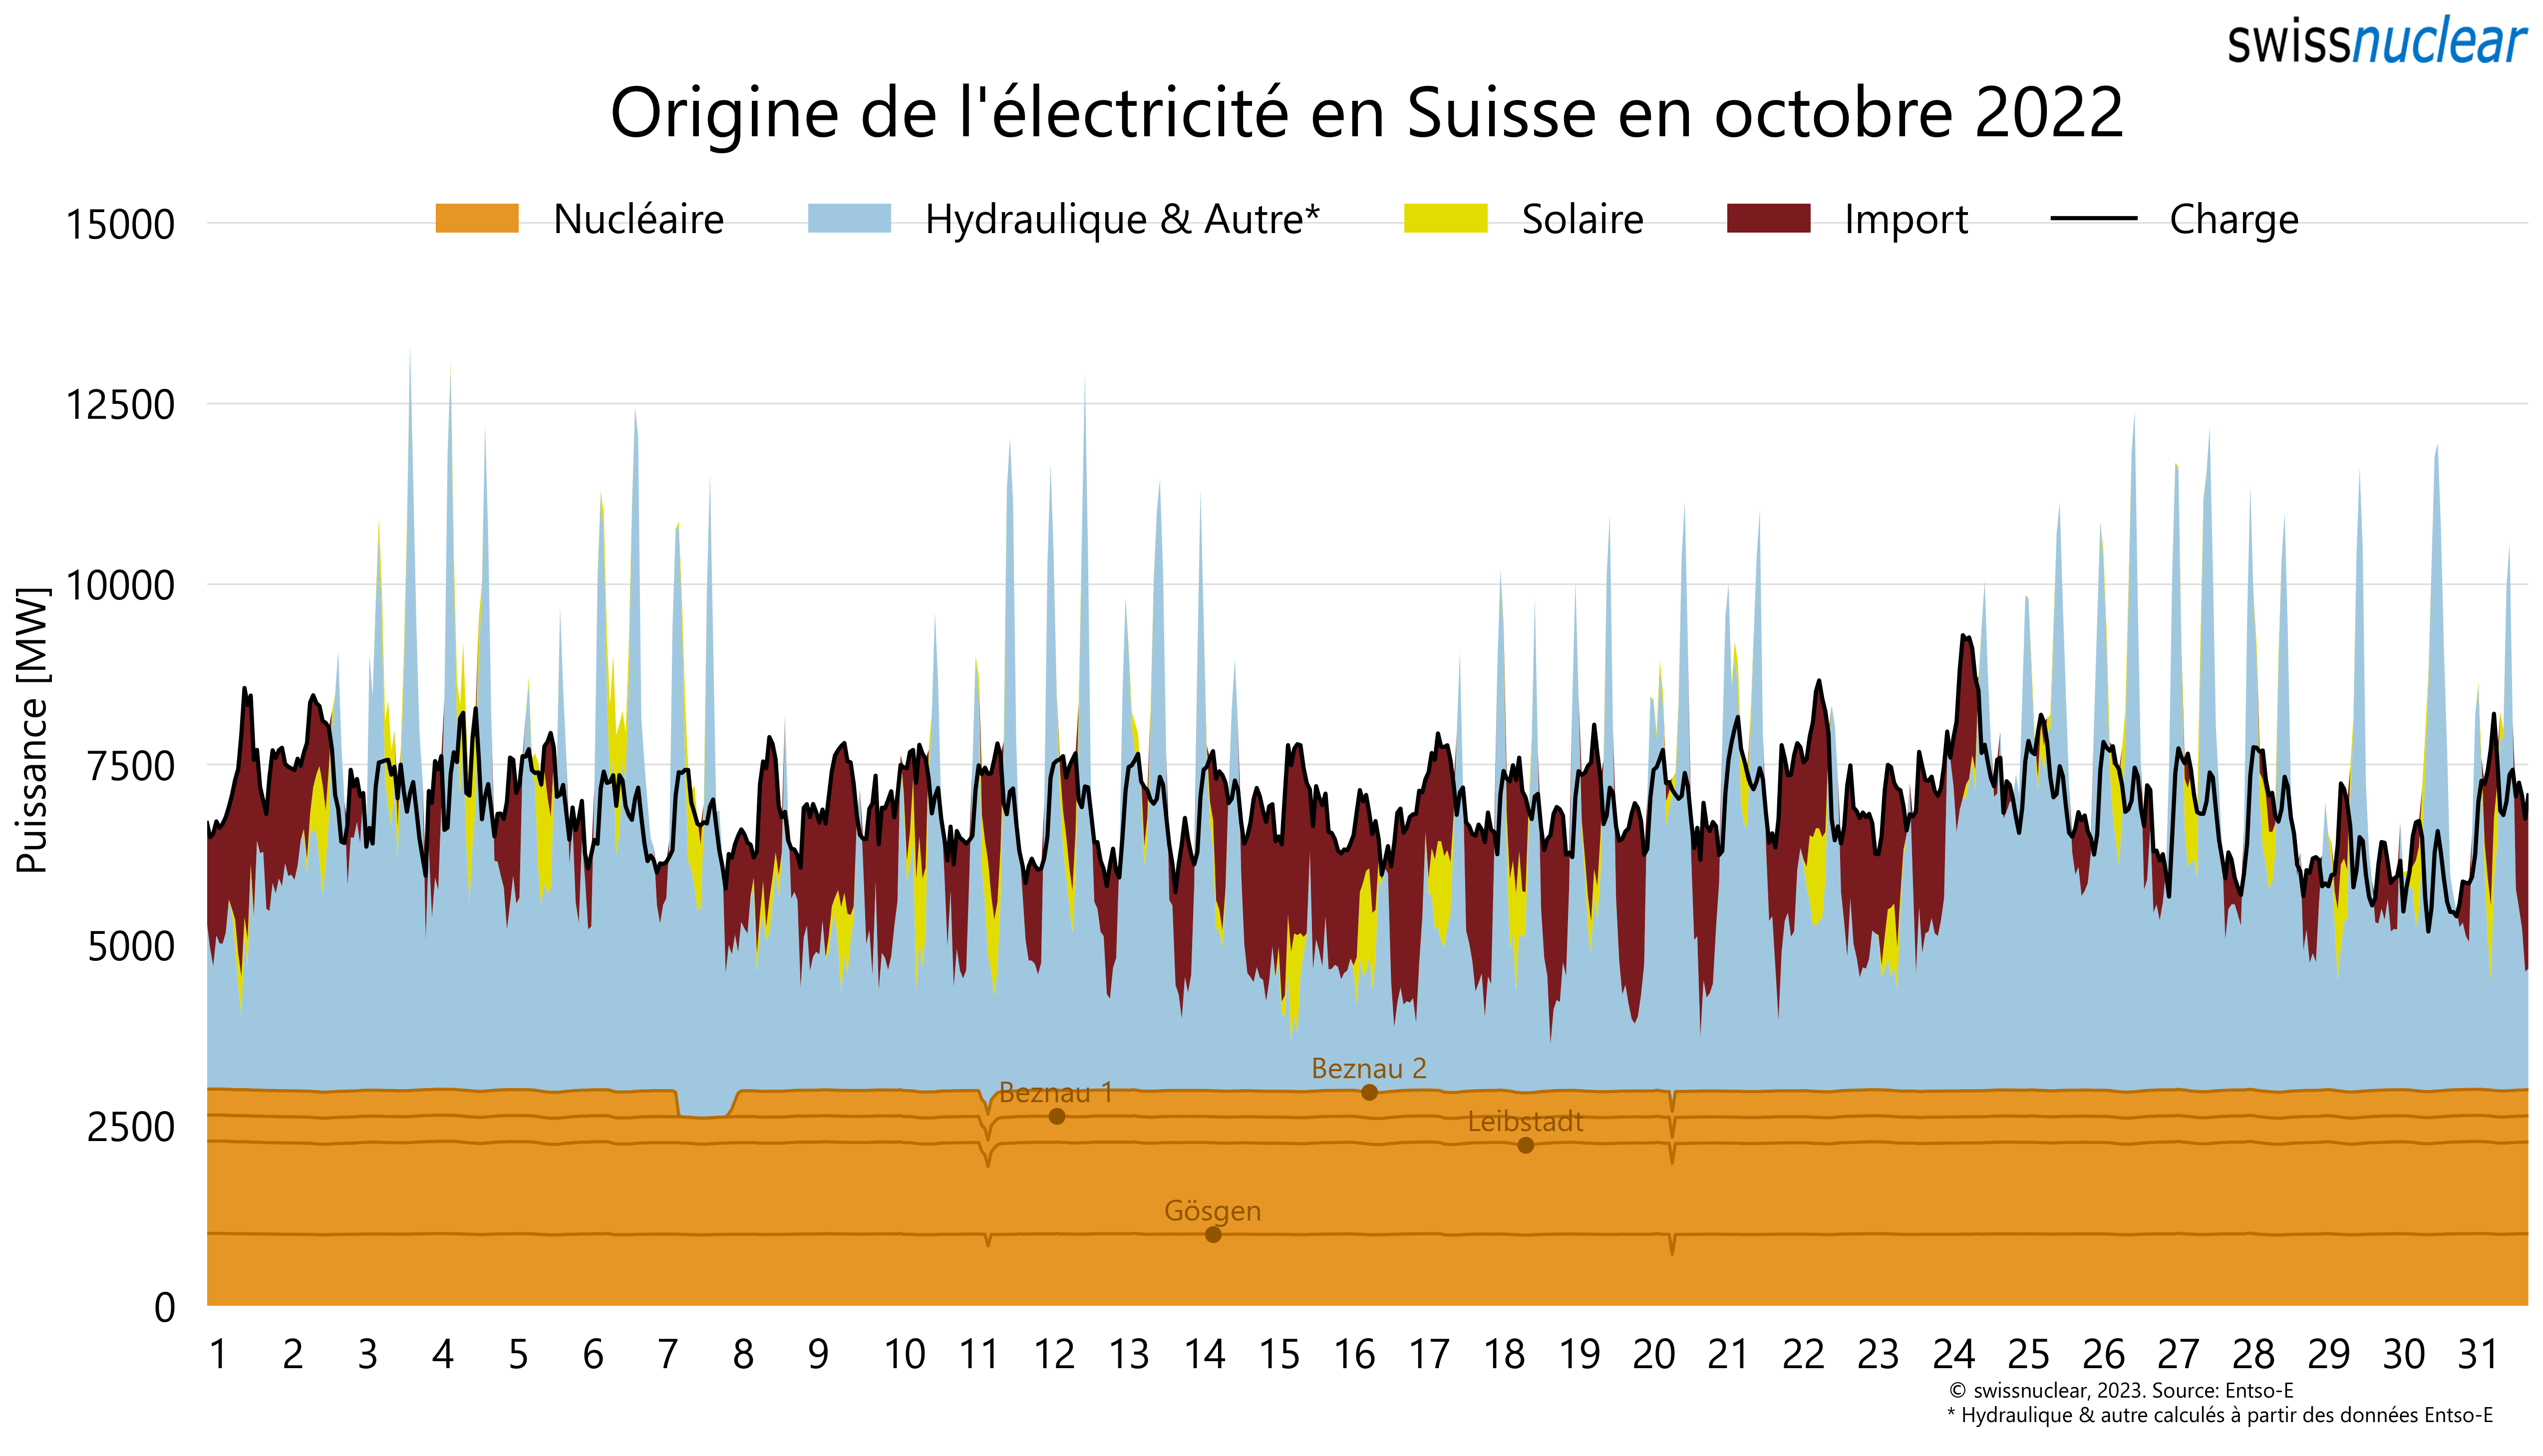 swissnuclear
Origine de l'électricité en Suisse en octobre 2022
Nucléaire Hydraulique & Autre* Solaire Import Charge
Puissance [MW]
15000
12500
10000
7500
5000
2500
0
Beznau 2
Beznau 1
Leibstadt
Gösgen
1 2 3 4 5 6 7 8 9 10 11 12 13 14 15 16 17 18 19 20 21 22 23 24 25 26 27 28 29 30 31
© swissnuclear, 2023. Source: Entso-E
* Hydraulique & autre calculés à partir des données Entso-E